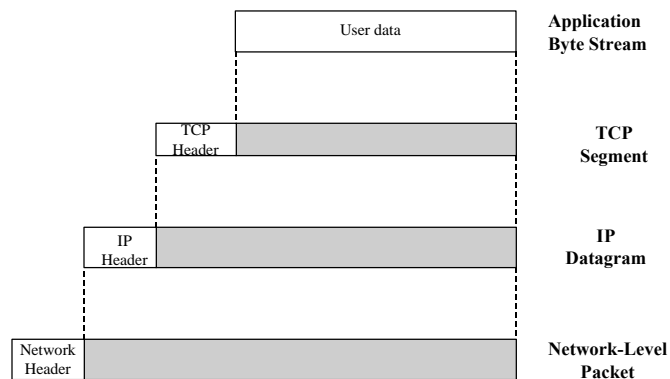 User data
Application
Byte Stream
TCP
Header
TCP
Segment
IP
Header
IP
Datagram
Network
Header
Network-Level
Packet